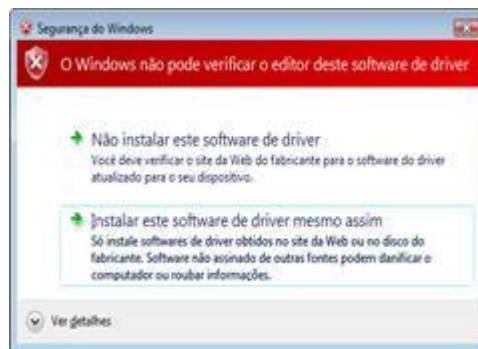 Segurança do Windows
O Windows não pode verificar o editor deste software de driver
Não instalar este software de driver
Você deve verificar o site da Web do fabricante para o software do driver
atualizado para o seu dispositivo.
Instalar este software de driver mesmo assim
Só instale softwares de driver obtidos no site da Web ou no disco do
fabricante. Software não assinado de outras fontes podem danificar o
computador ou roubar informações.
Ver detalhes